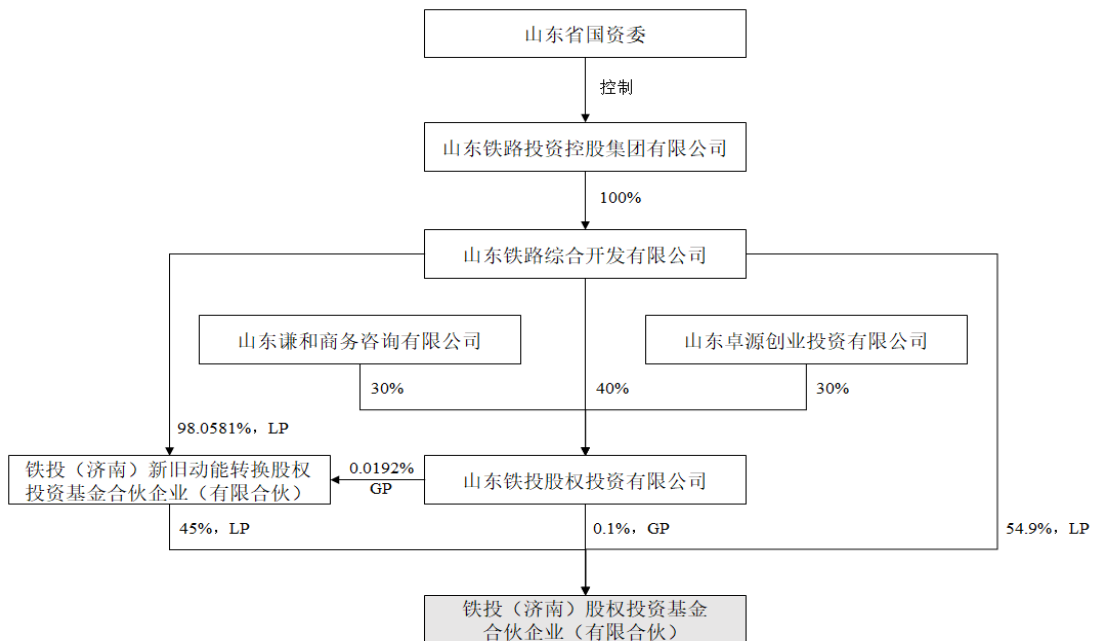 山东省国资委
控制
山东铁路投资控股集团有限公司
100%
山东铁路综合开发有限公司
山东谦和商务咨询有限公司
山东卓源创业投资有限公司
30%
40%
30%
98.0581%，LP
铁投（济南）新旧动能转换股权
投资基金合伙企业（有限合伙）
0.0192%
GP
山东铁投股权投资有限公司
45%，LP
0.1%，GP
54.9%，LP
铁投（济南）股权投资基金
合伙企业（有限合伙）